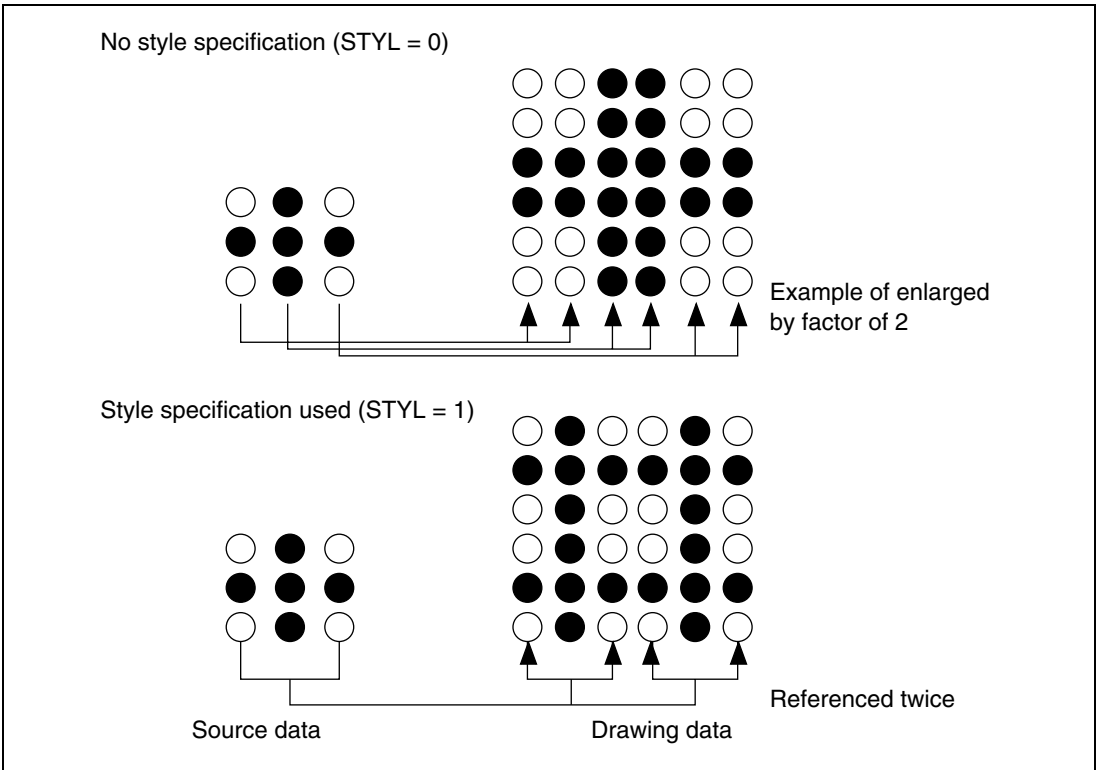 No style specification (STYL = 0)
Example of enlarged
by factor of 2
Style specification used (STYL = 1)
Referenced twice
Source data
Drawing data